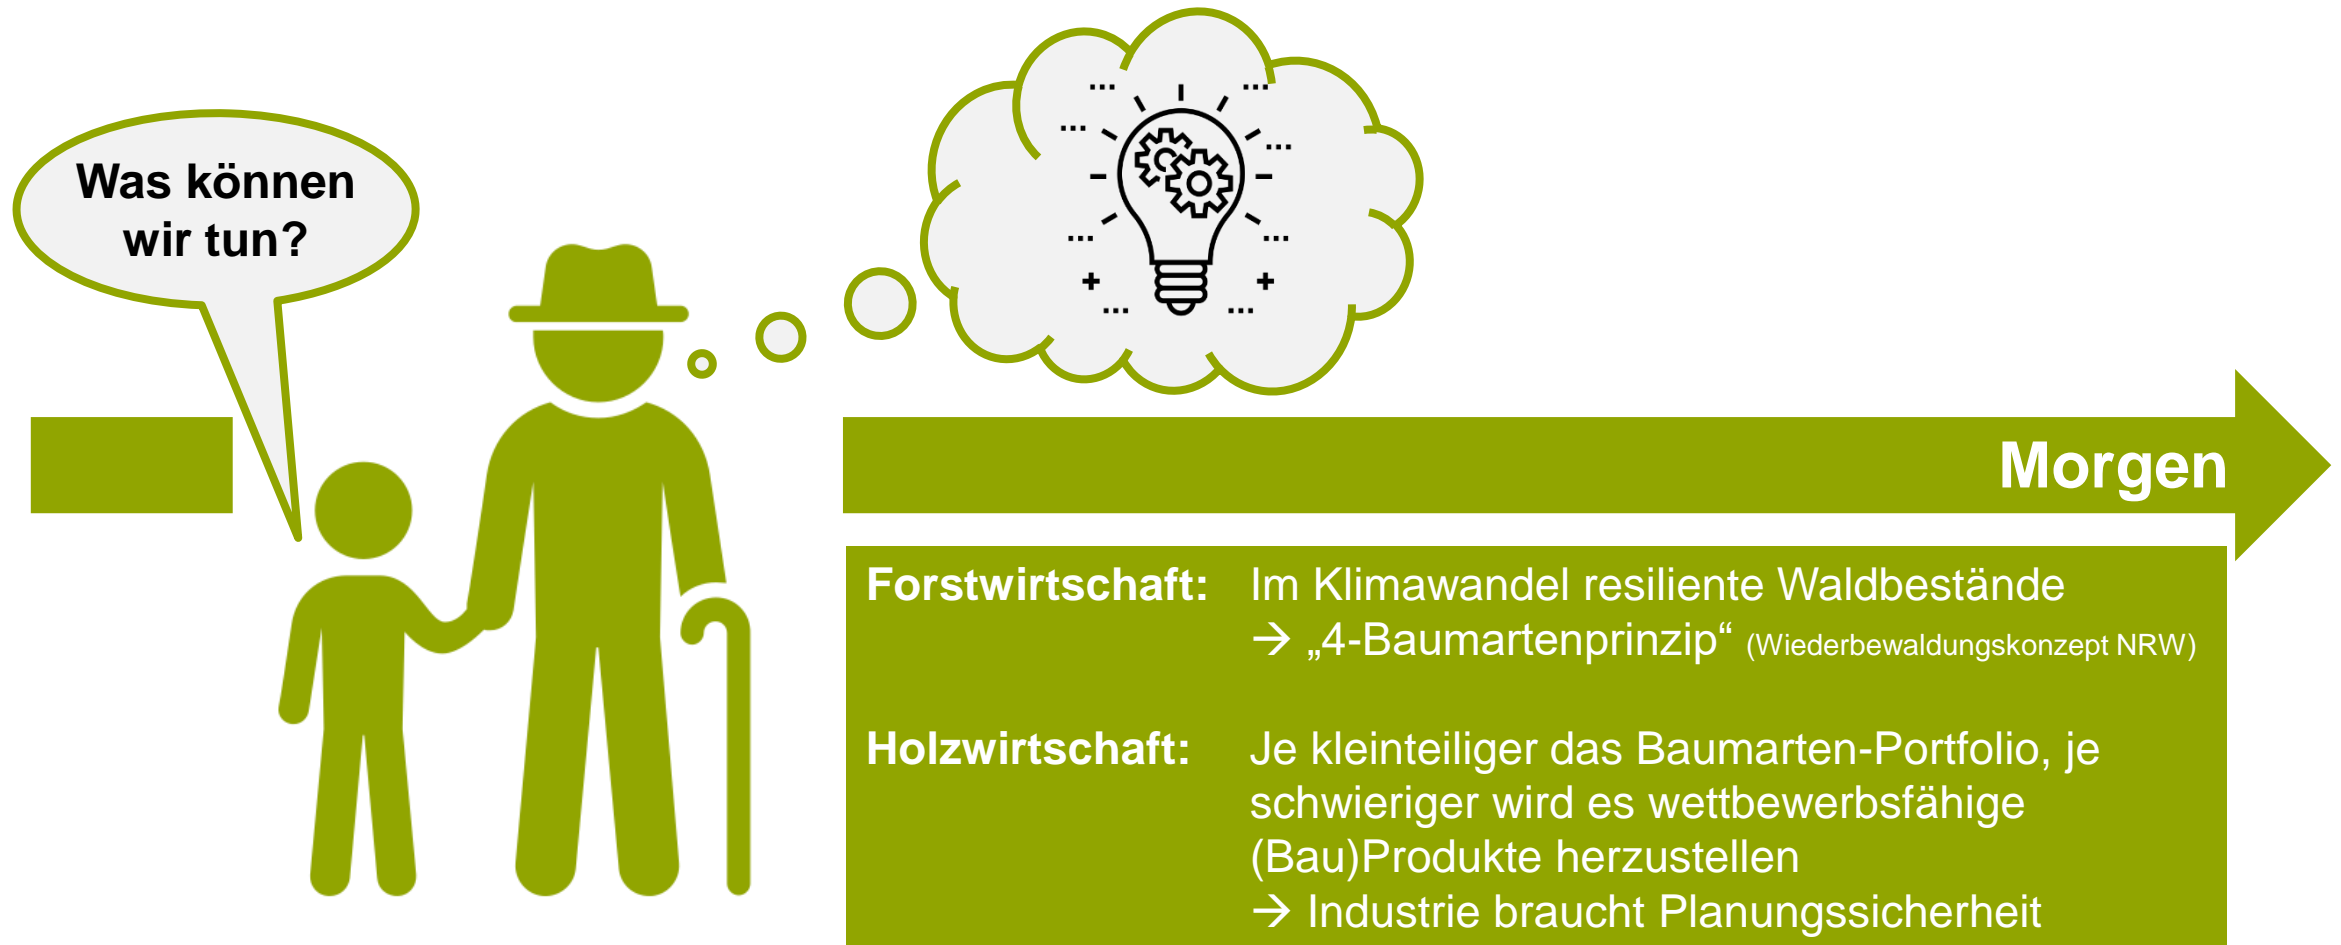 Was können
wir tun?
Morgen
Forstwirtschaft: Im Klimawandel resiliente Waldbestände
→ „4-Baumartenprinzip“ (Wiederbewaldungskonzept NRW)
Holzwirtschaft: Je kleinteiliger das Baumarten-Portfolio, je
schwieriger wird es wettbewerbsfähige
(Bau)Produkte herzustellen
→ Industrie braucht Planungssicherheit